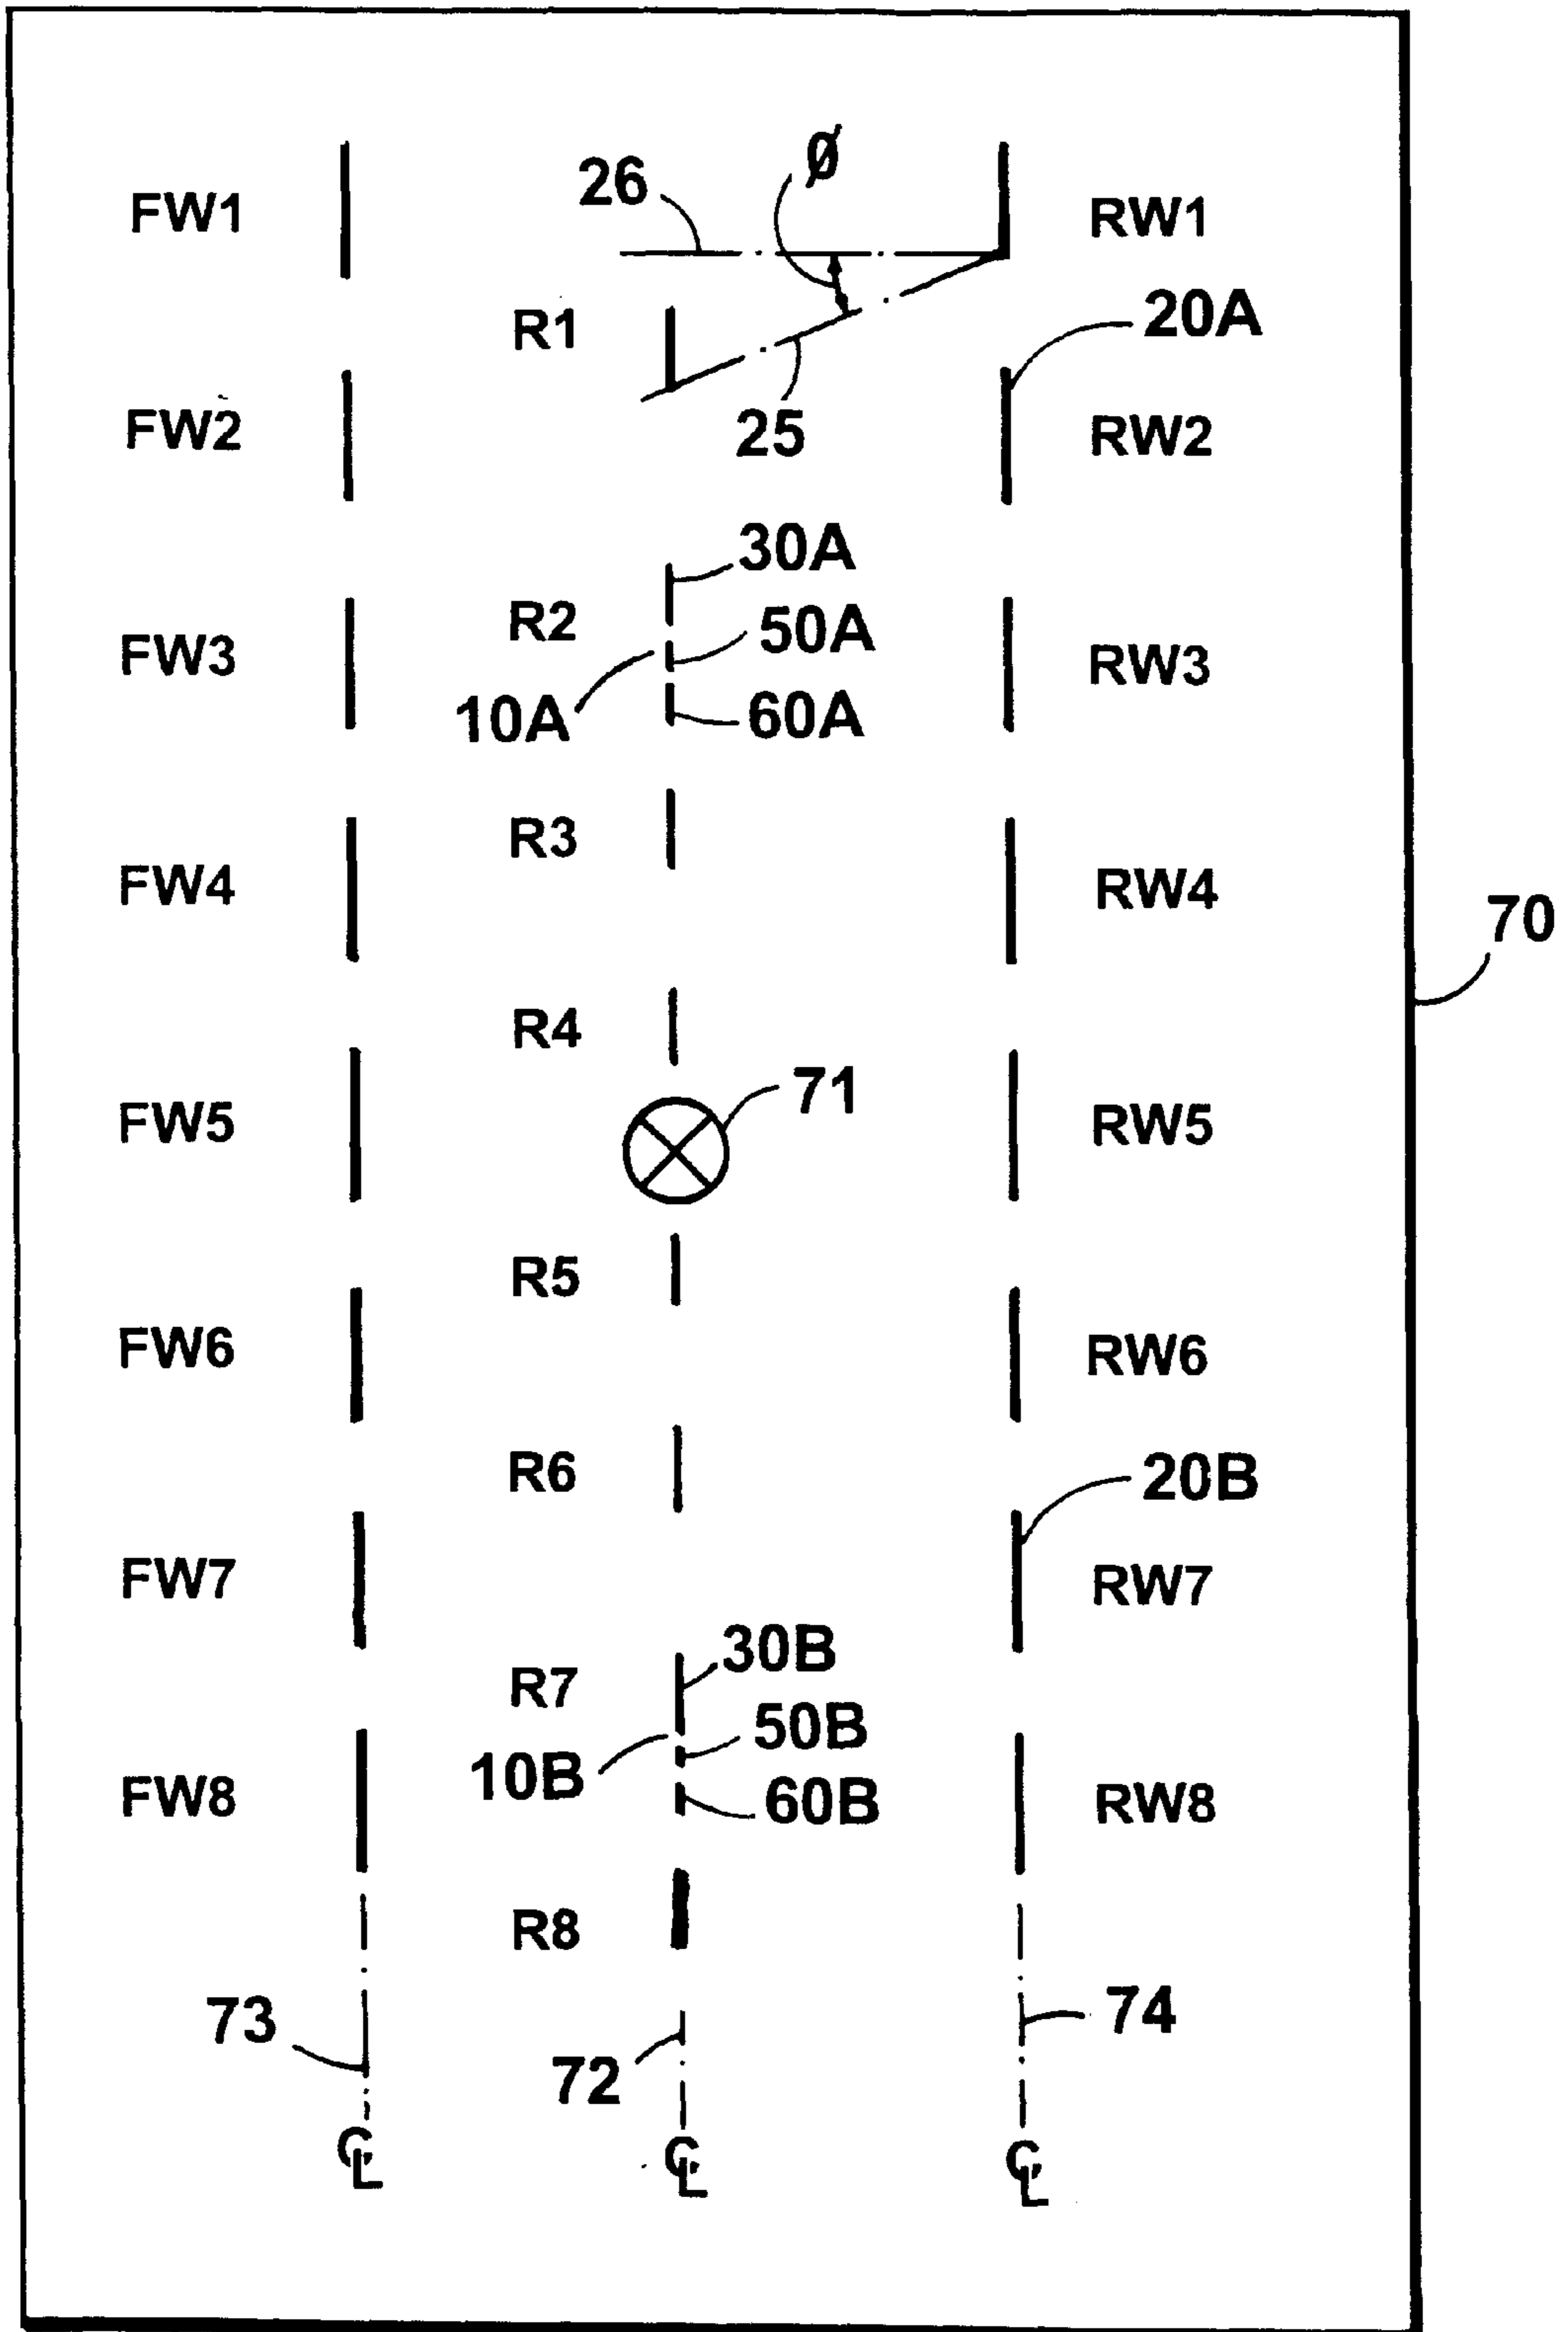 Ø
26
FW1
RW1
20A
R1
25
FW2
RW2
30A
R2
50A
FW3
RW3
10A
60A
R3
FW4
RW4
70
R4
71
FW5
RW5
R5
FW6
RW6
R6
20B
FW7
RW7
30B
R7
50B
10B
FW8
60B
RW8
R8
73
74
72
CL
CL
CL